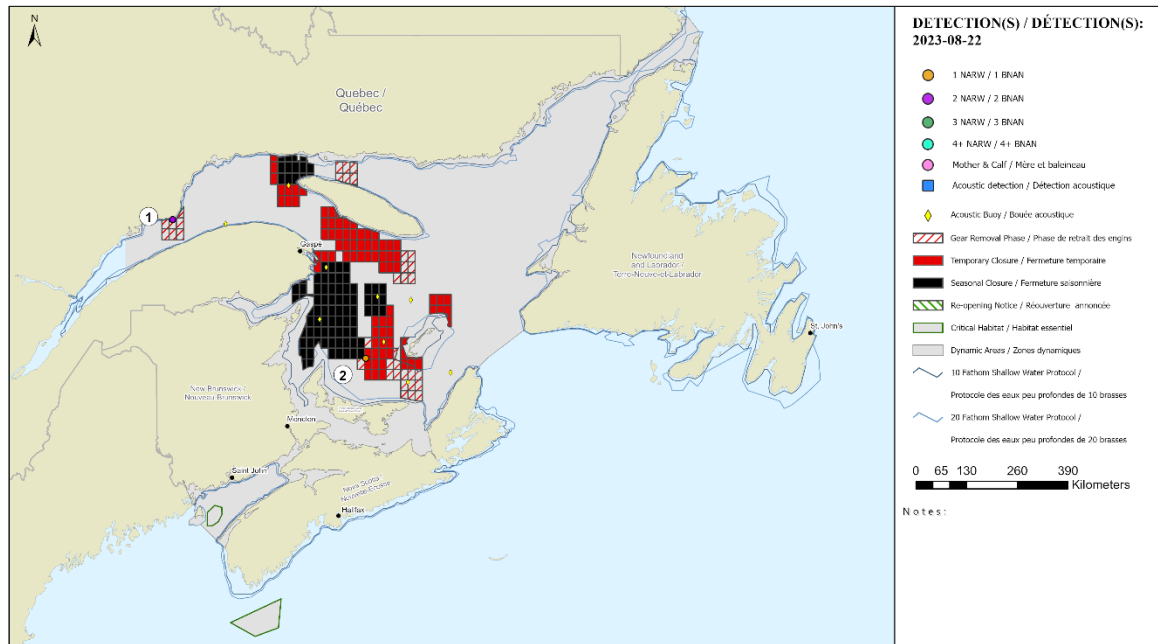 N
Quebec /
Québec
1
Gaspe
Newfoundland
and Labrador /
Terre-Neuve-et-Labrador
St. John's
2
New Brunswick /
Nouveau-Brunswick
Moncton
Saint John
Nova Scotia /
Nouvelle-Écosse
Halifax
DETECTION(S) / DÉTECTION(S):
2023-08-22
1 NARW / 1 BNAN
2 NARW / 2 BNAN
3 NARW / 3 BNAN
4+ NARW / 4+ BNAN
Mother & Calf / Mère et baleineau
Acoustic detection / Détection acoustique
Acoustic Buoy / Bouée acoustique
Gear Removal Phase / Phase de retrait des engins
Temporary Closure / Fermeture temporaire
Seasonal Closure / Fermeture saisonnière
Re-opening Notice / Réouverture annoncée
Critical Habitat / Habitat essentiel
Dynamic Areas / Zones dynamiques
10 Fathom Shallow Water Protocol /
Protocole des eaux peu profondes de 10 brasses
20 Fathom Shallow Water Protocol /
Protocole des eaux peu profondes de 20 brasses
0 65 130 260 390
Kilometers
Notes: